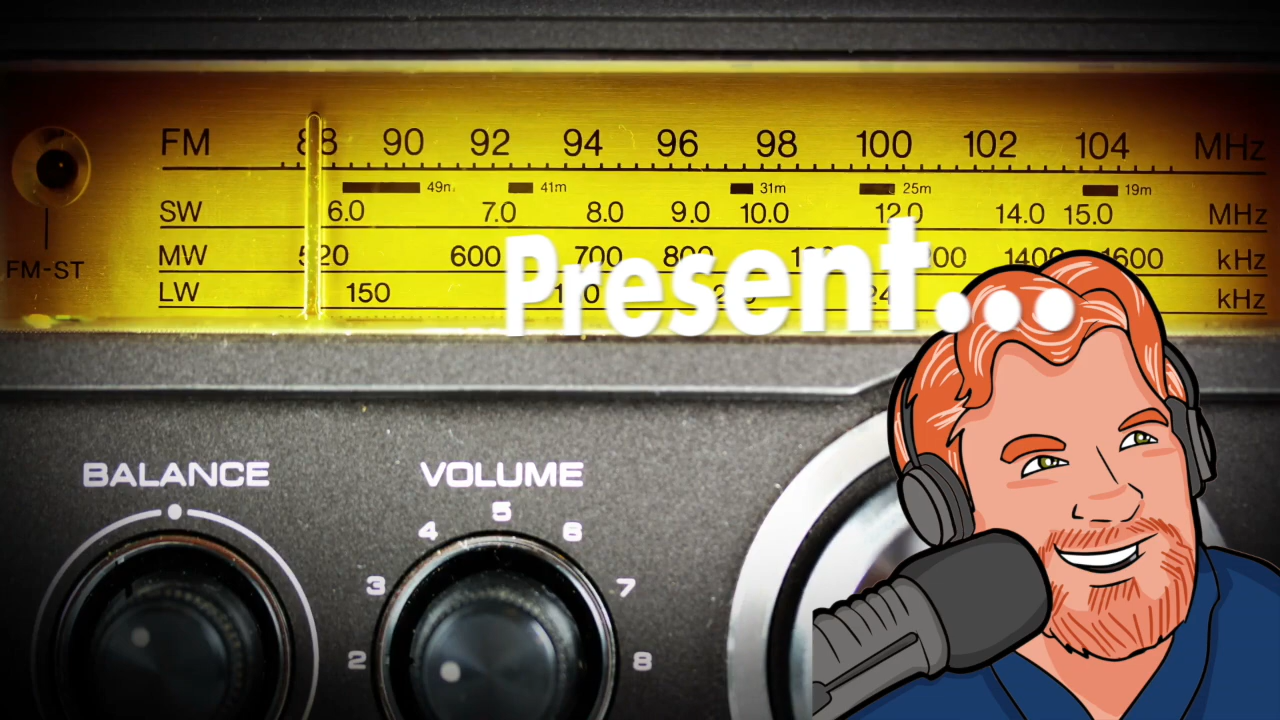 FM 88 90 92 94 96 98 100 102 104 MHz
49m 41m 31m 25m 19m
SW 6.0 7.0 8.0 9.0 10.0 12.0 14.0 15.0 MHz
MW 520 600 700 800 1400 1600 kHz
FM-ST
LW 150 kHz
Present...
BALANCE VOLUME
5
4 6
3 7
2 8